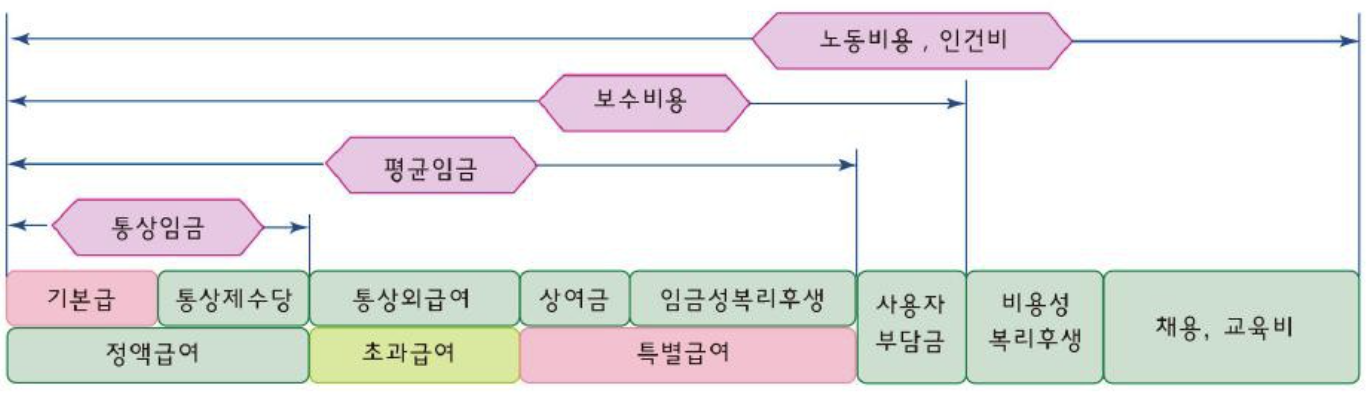 노동비용 , 인건비
보수비용
평균임금
통상임금
기본급 통상제수당 통상외급여 상여금 임금성복리후생
정액급여 초과급여 특별급여
사용자
부담금
비용성
복리후생
채용, 교육비